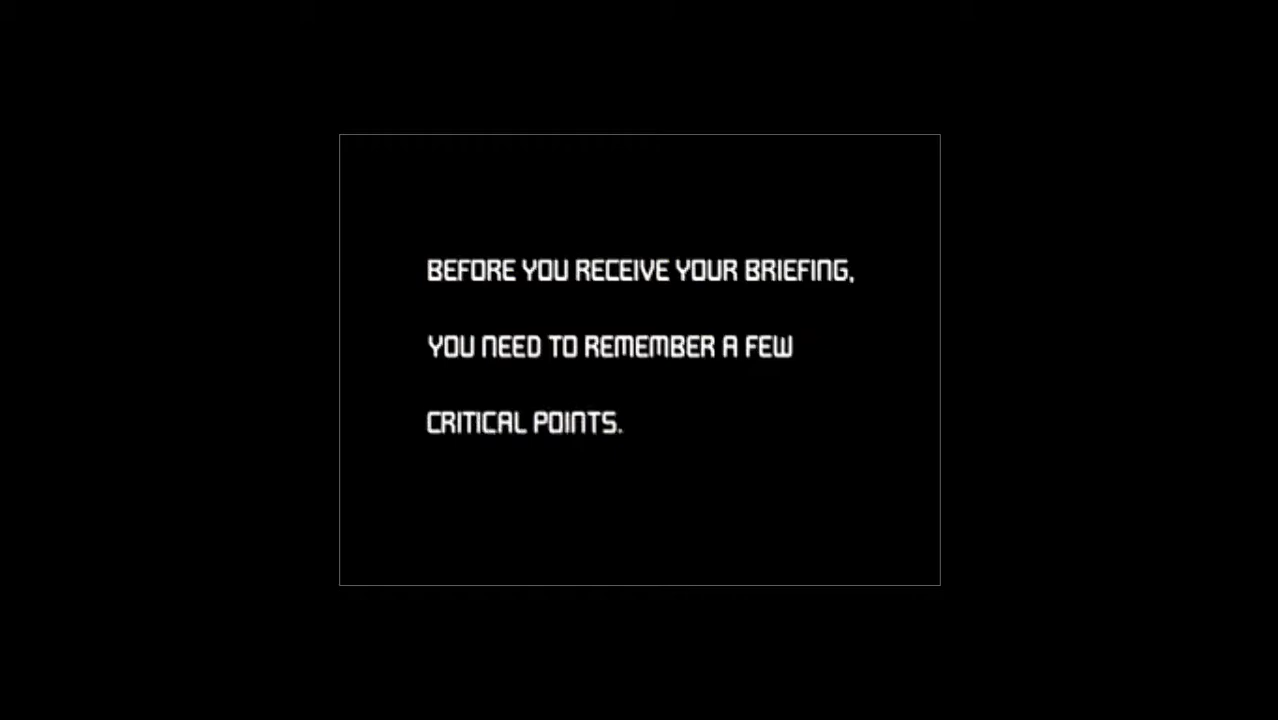 BEFORE YOU RECEIVE YOUR BRIEFING,
YOU NEED TO REMEMBER A FEW
CRITICAL POINTS.